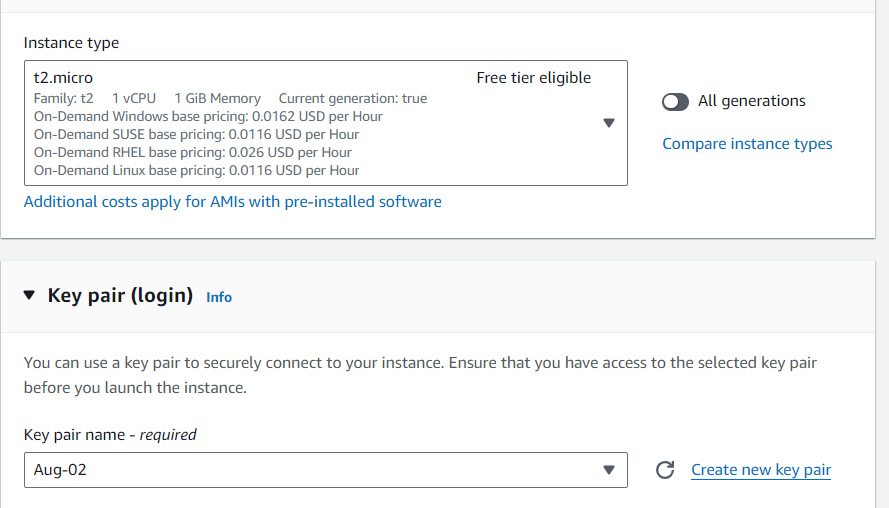 Instance type
t2.micro Free tier eligible
Family: t2 1 vCPU 1 GiB Memory Current generation: true
On-Demand Windows base pricing: 0.0162 USD per Hour
On-Demand SUSE base pricing: 0.0116 USD per Hour
On-Demand RHEL base pricing: 0.026 USD per Hour
On-Demand Linux base pricing: 0.0116 USD per Hour
All generations
Compare instance types
Additional costs apply for AMIs with pre-installed software
Key pair (login) Info
You can use a key pair to securely connect to your instance. Ensure that you have access to the selected key pair
before you launch the instance.
Key pair name - required
Aug-02
Create new key pair